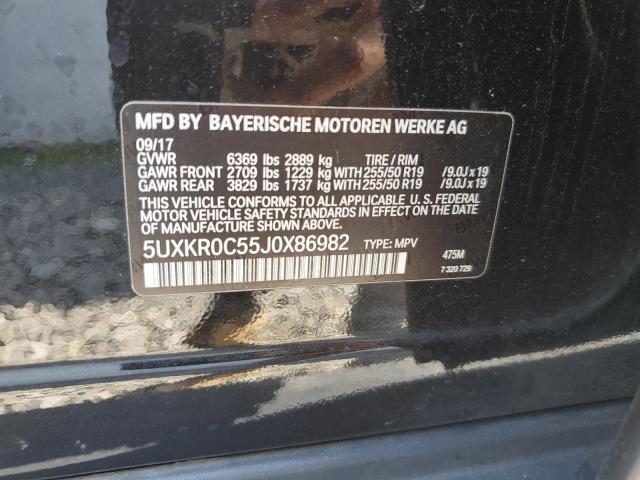 MFD BY BAYERISCHE MOTOREN WERKE AG
09/17
GVWR 6369 lbs 2889 kg TIRE / RIM
GAWR FRONT 2709 lbs 1229 kg WITH 255/50 R19 /9.0J x 19
GAWR REAR 3829 lbs 1737 kg WITH 255/50 R19 /9.0J x 19
THIS VEHICLE CONFORMS TO ALL APPLICABLE U.S. FEDERAL
MOTOR VEHICLE SAFETY STANDARDS IN EFFECT ON THE DATE
OF MANUFACTURE SHOWN ABOVE.
5UXKR0C55J0X86982 TYPE: MPV 475M
7 320 729